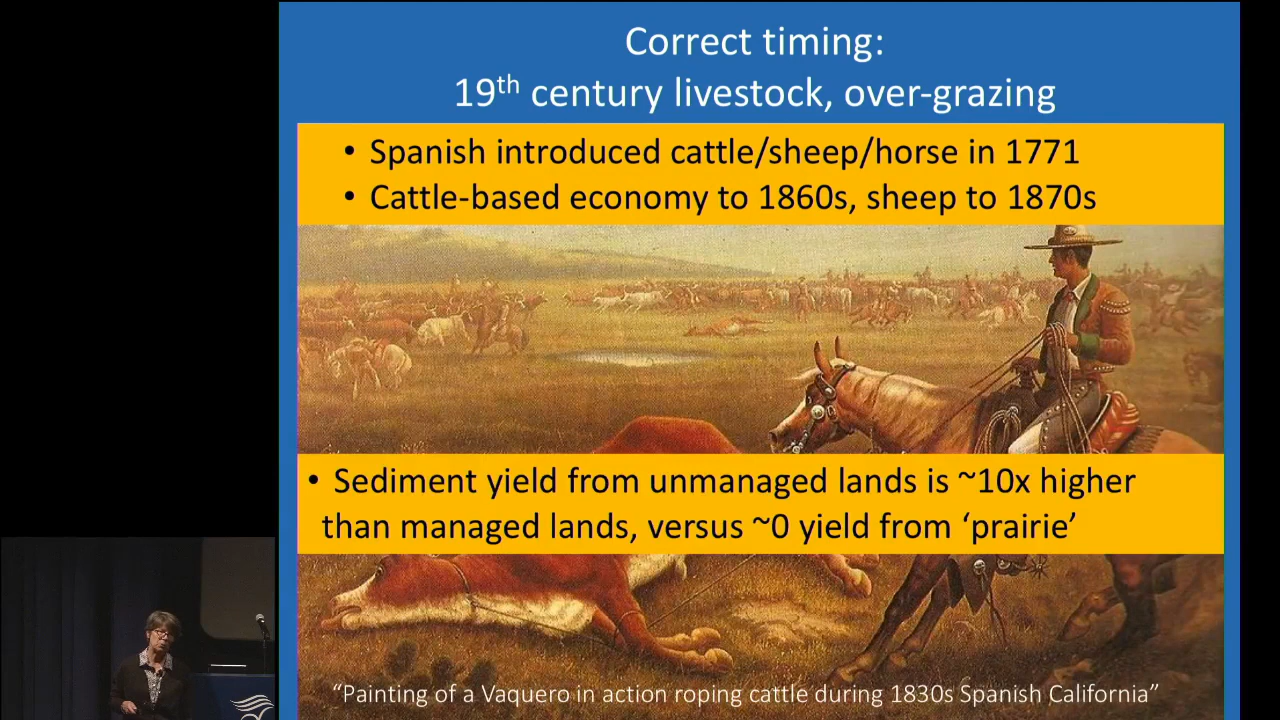 Correct timing:
19th century livestock, over-grazing
• Spanish introduced cattle/sheep/horse in 1771
• Cattle-based economy to 1860s, sheep to 1870s
• Sediment yield from unmanaged lands is ~10x higher
than managed lands, versus ~0 yield from ‘prairie’
“Painting of a Vaquero in action roping cattle during 1830s Spanish California”